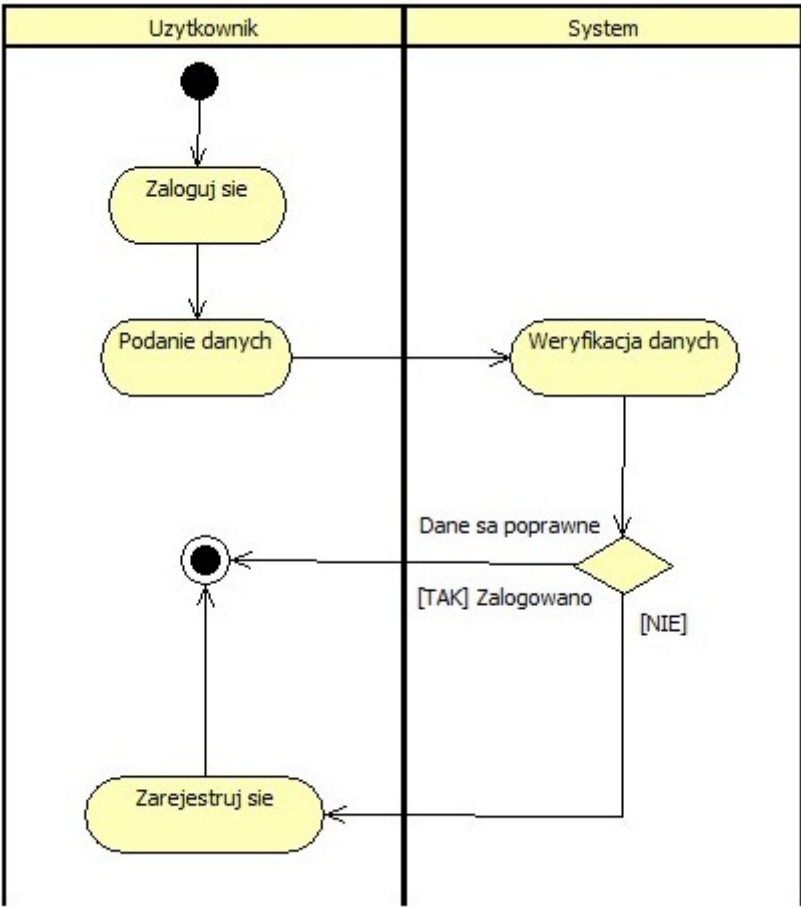 Uzytkownik
System
Zaloguj sie
Podanie danych
Weryfikacja danych
Dane sa poprawne
[TAK] Zalogowano
[NIE]
Zarejestruj sie